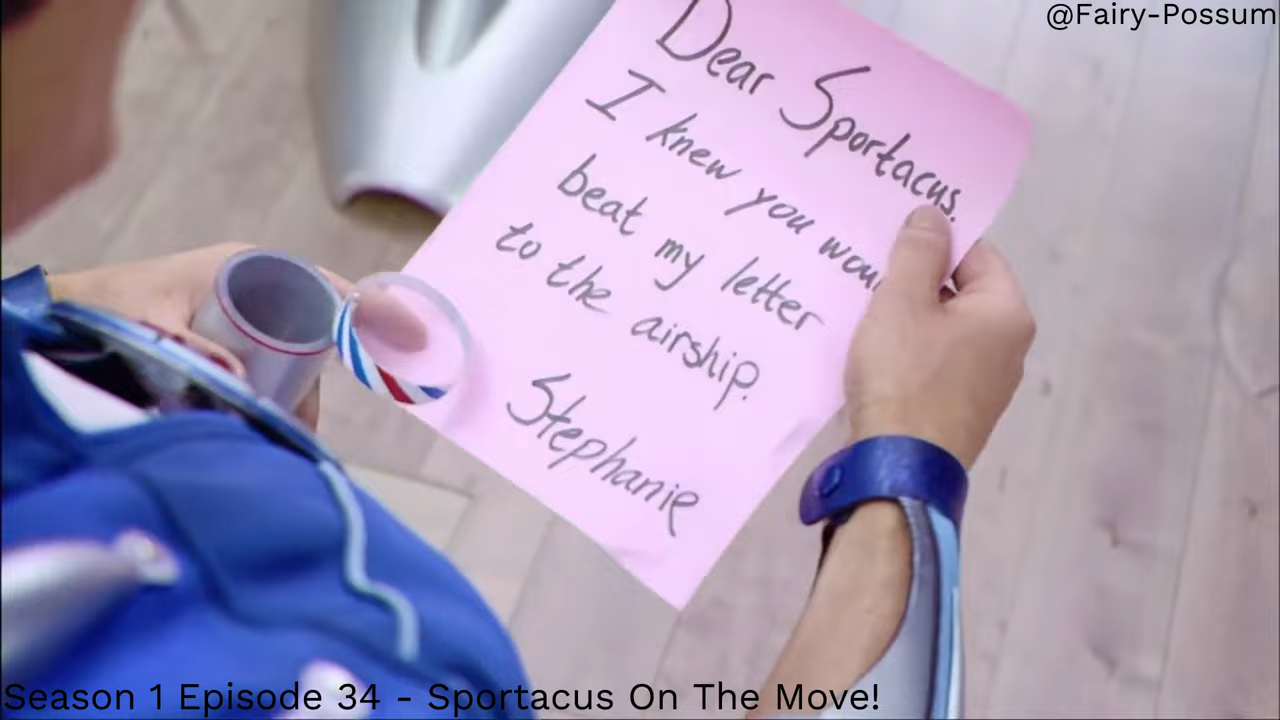 @Fairy-Possum
Dear Sportacus.
I knew you woul
beat my letter
to the airship.
Stephanie
Season 1 Episode 34 - Sportacus On The Move!